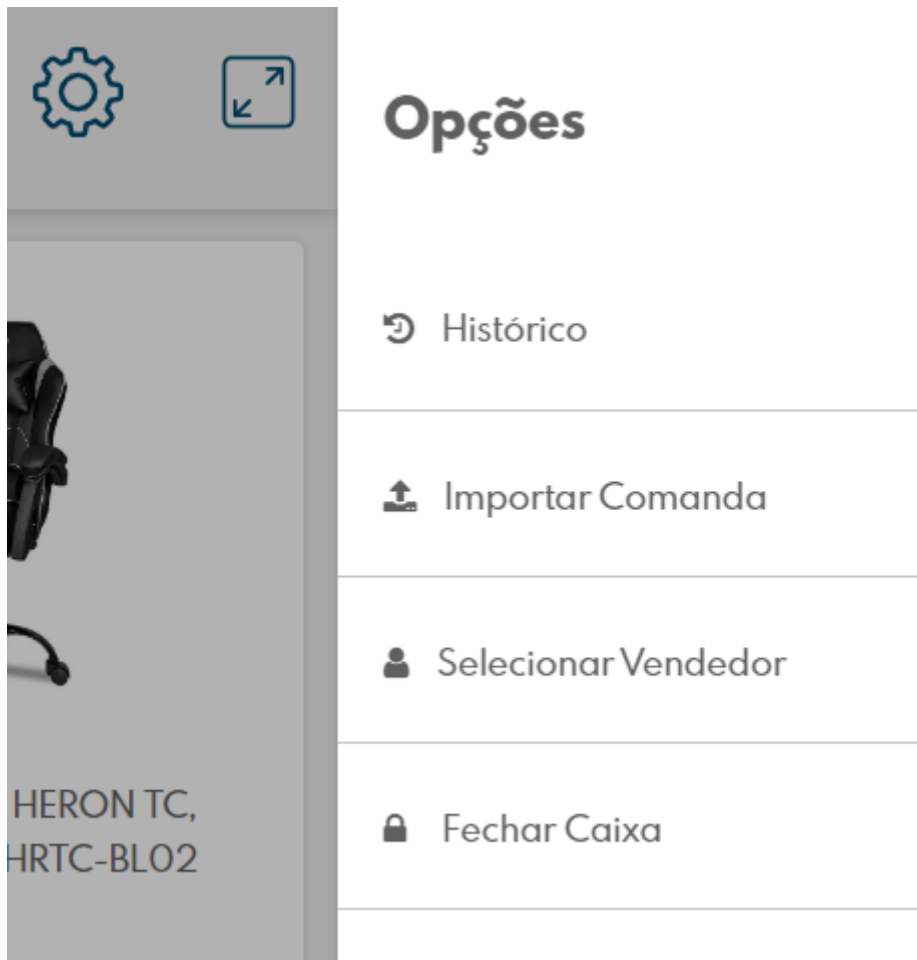 Opções
Histórico
Importar Comanda
Selecionar Vendedor
Fechar Caixa
HERON TC,
HRTC-BL02